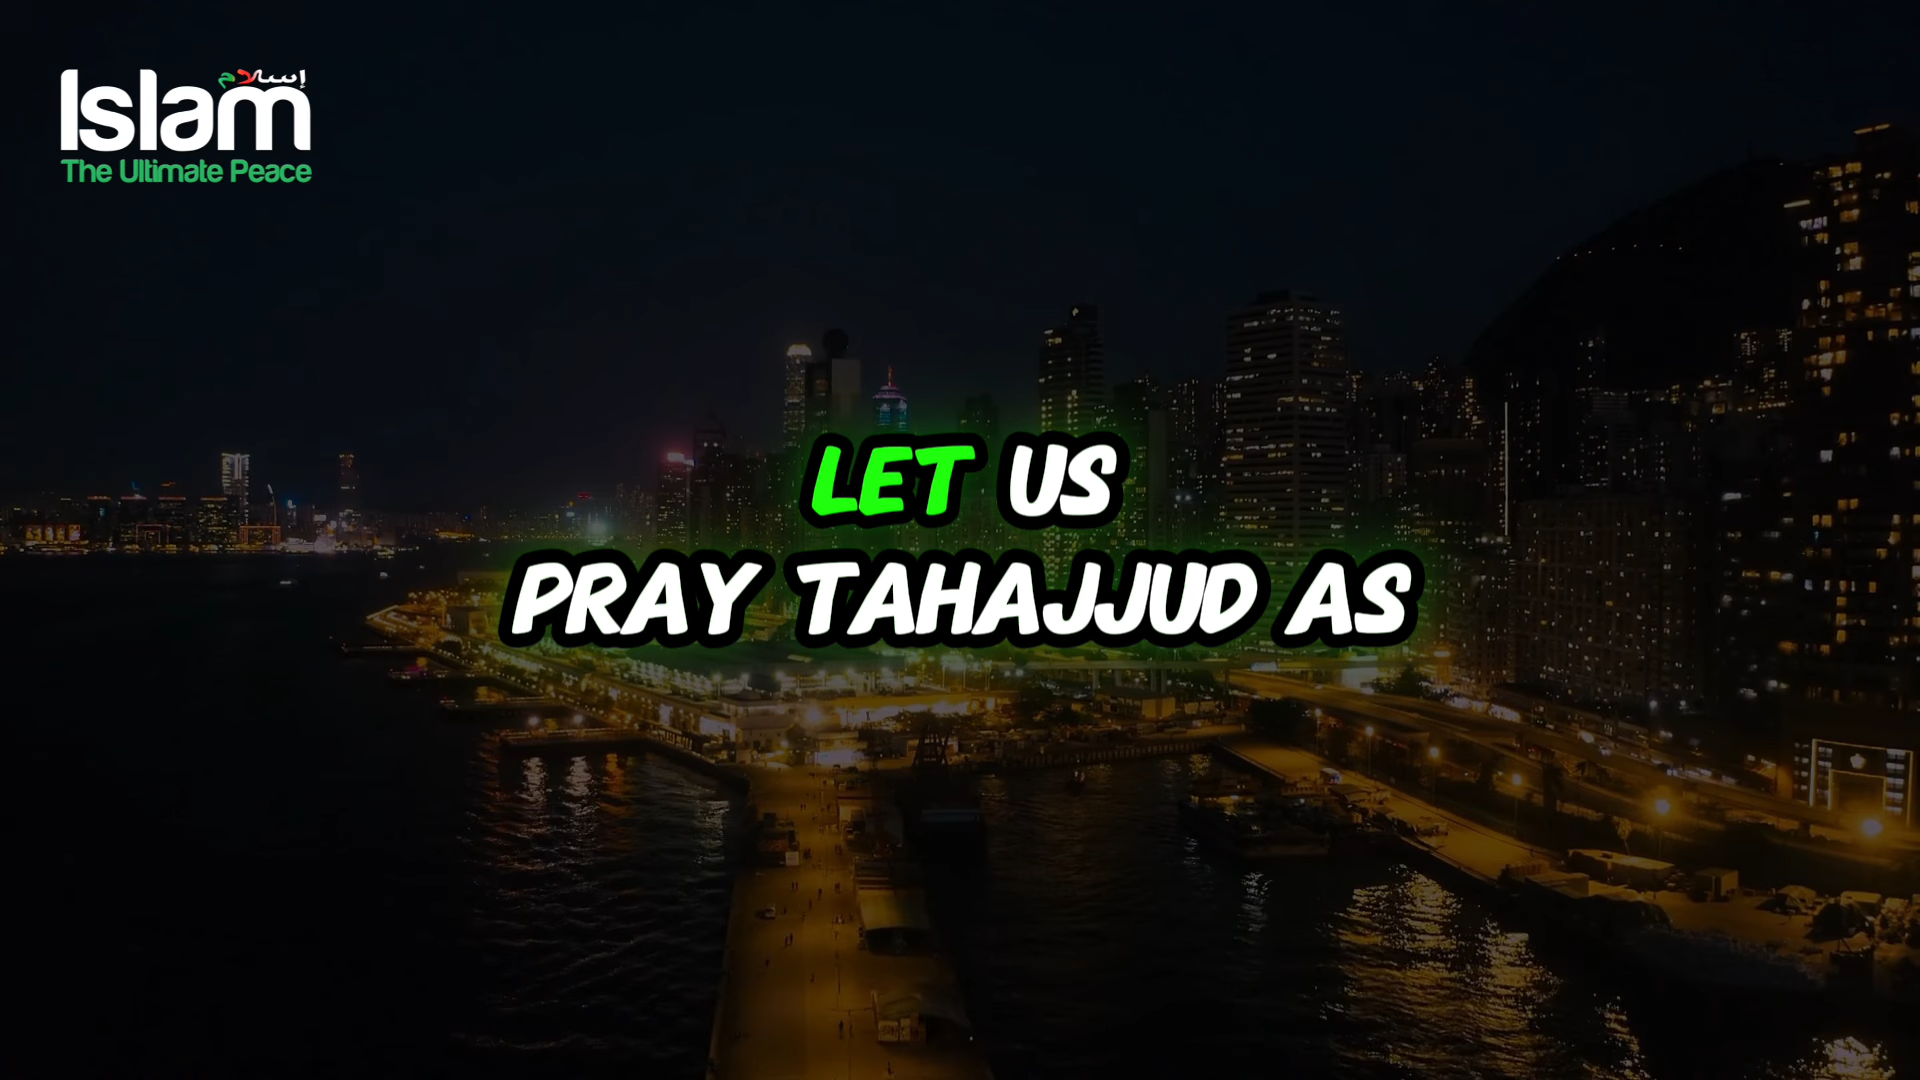 إسلام
Islam
The Ultimate Peace
LET US
PRAY TAHAJJUD AS